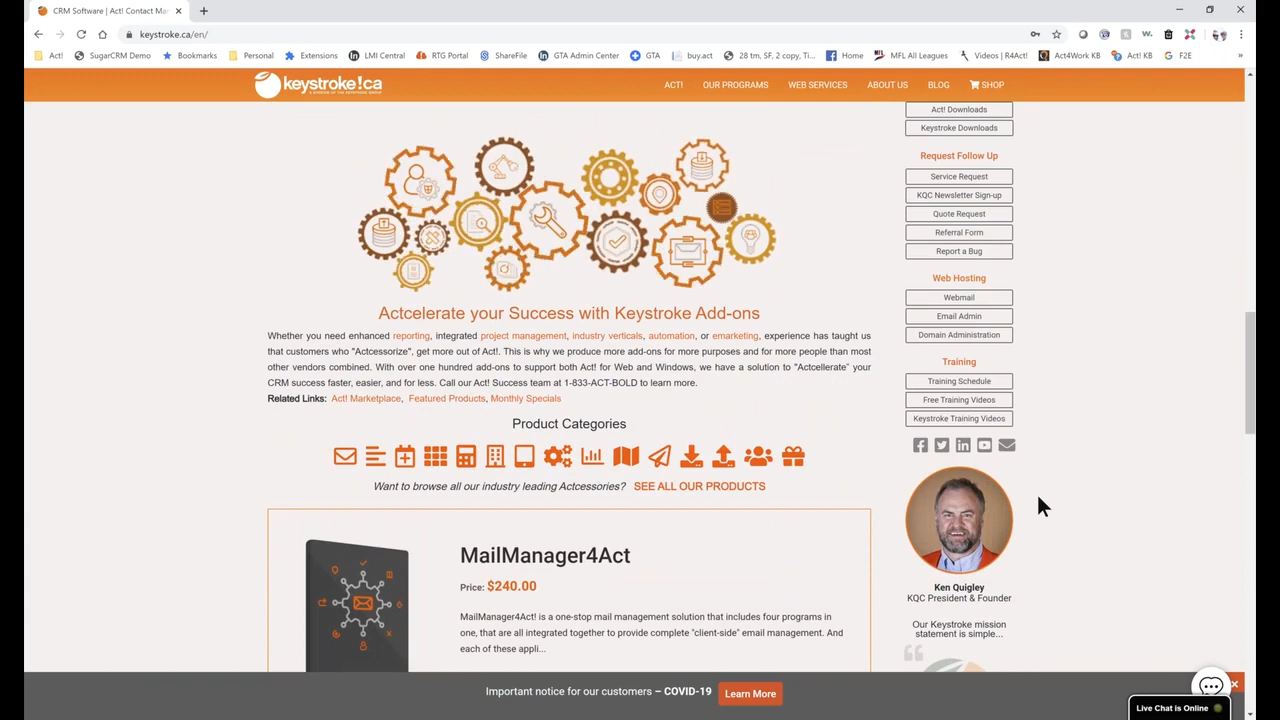 CRM Software | Act! Contact Ma
keystroke.ca/en/
Act! SugarCRM Demo Bookmarks Personal Extensions LMI Central RTG Portal ShareFile GTA Admin Center GTA buy.act 28 tm, SF, 2 copy, Ti... Home MFL All Leagues Videos | R4Act! Act4Work KB Act! KB F2E
keystroke!ca
ACT! OUR PROGRAMS WEB SERVICES ABOUT US BLOG SHOP
Act! Downloads
Keystroke Downloads
Request Follow Up
Service Request
KQC Newsletter Sign-up
Quote Request
Referral Form
Report a Bug
Web Hosting
Webmail
Email Admin
Domain Administration
Training
Training Schedule
Free Training Videos
Keystroke Training Videos
Actcelerate your Success with Keystroke Add-ons
Whether you need enhanced reporting, integrated project management, industry verticals, automation, or emarketing, experience has taught us
that customers who "Actcessorize", get more out of Act!. This is why we produce more add-ons for more purposes and for more people than most
other vendors combined. With over one hundred add-ons to support both Act! for Web and Windows, we have a solution to "Actcellerate" your
CRM success faster, easier, and for less. Call our Act! Success team at 1-833-ACT-BOLD to learn more.
Related Links: Act! Marketplace, Featured Products, Monthly Specials
Product Categories
Want to browse all our industry leading Actcessories? SEE ALL OUR PRODUCTS
MailManager4Act
Price: $240.00
MailManager4Act! is a one-stop mail management solution that includes four programs in
one, that are all integrated together to provide complete "client-side" email management. And
each of these appli...
Ken Quigley
KQC President & Founder
Our Keystroke mission
statement is simple...
Important notice for our customers – COVID-19 Learn More
Live Chat is Online